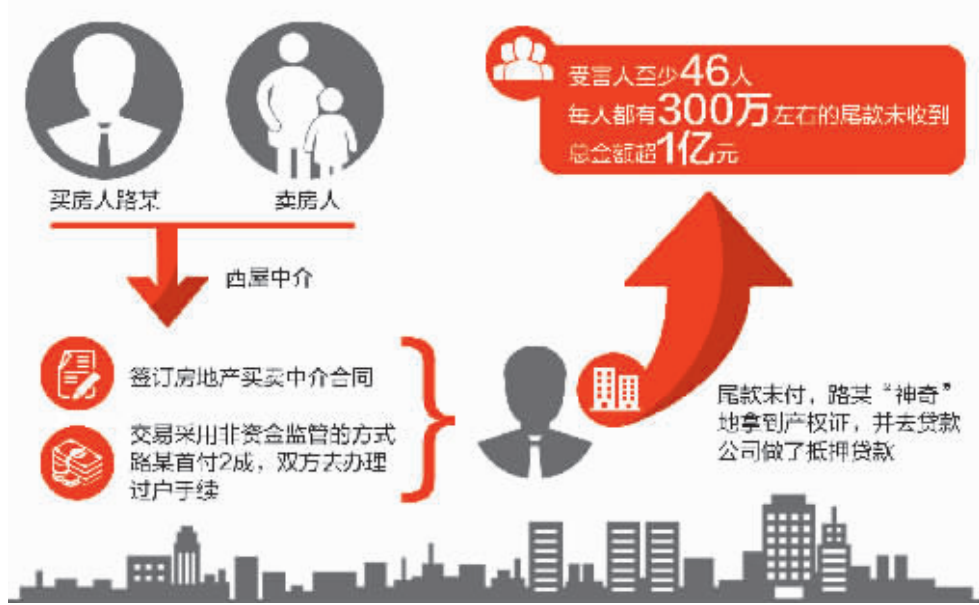 买房人路某
卖房人
西屋中介
签订房地产买卖中介合同
交易采用非资金监管的方式
路某首付2成，双方去办理
过户手续
尾款未付，路某“神奇”
地拿到产权证，并去贷款
公司做了抵押贷款
受害人至少46人
每人都有300万左右的尾款未收到
总金额超1亿元